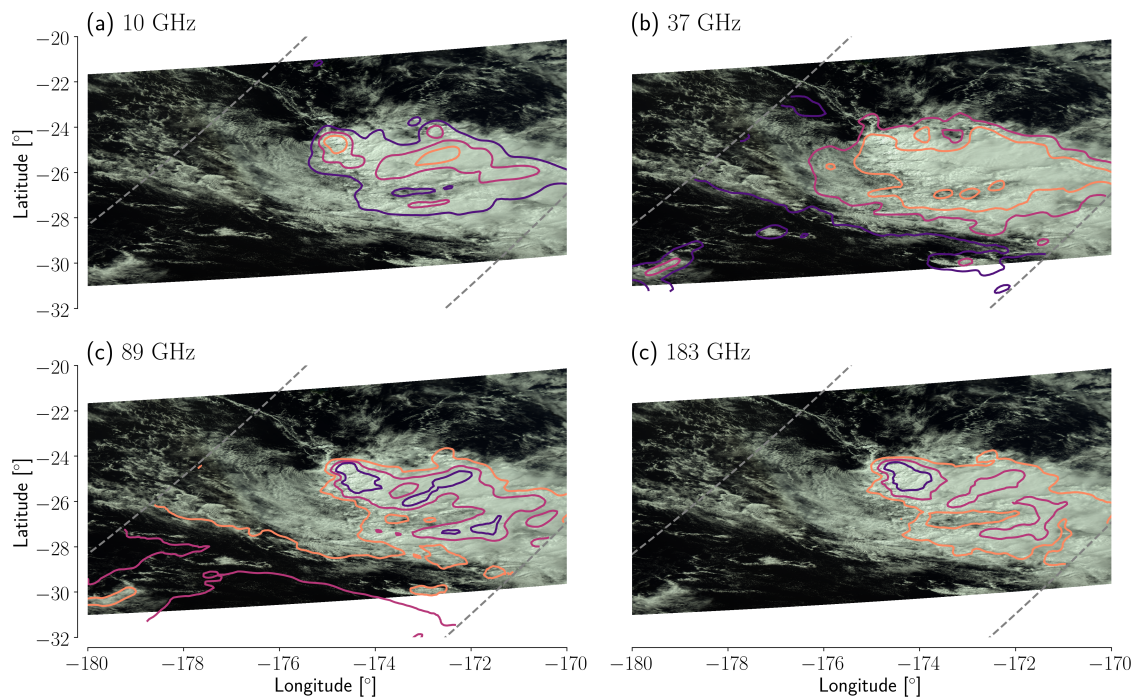 (a) 10 GHz
(b) 37 GHz
−20
−22
−24
−26
−28
−30
−32
Latitude [°]
(c) 89 GHz
(c) 183 GHz
−20
−22
−24
−26
−28
−30
−32
Latitude [°]
−180 −178 −176 −174 −172 −170
−180 −178 −176 −174 −172 −170
Longitude [°]
Longitude [°]